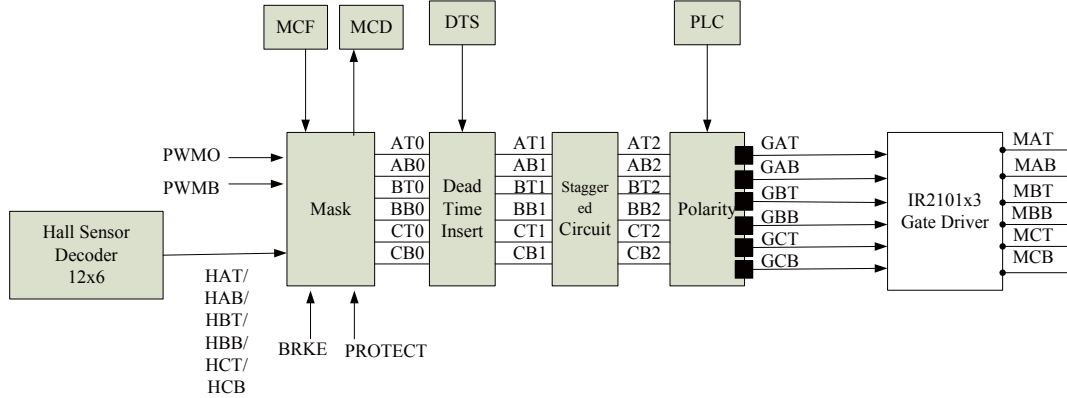 MCF
MCD
DTS
PLC
PWMO
PWMB
Hall Sensor
Decoder
12x6
HAT/
HAB/
HBT/
HBB/
HCT/
HCB
Mask
BRKE
PROTECT
AT0
AB0
BT0
BB0
CT0
CB0
Dead
Time
Insert
AT1
AB1
BT1
BB1
CT1
CB1
Stagger
ed
Circuit
AT2
AB2
BT2
BB2
CT2
CB2
Polarity
GAT
GAB
GBT
GBB
GCT
GCB
IR2101x3
Gate Driver
MAT
MAB
MBT
MBB
MCT
MCB